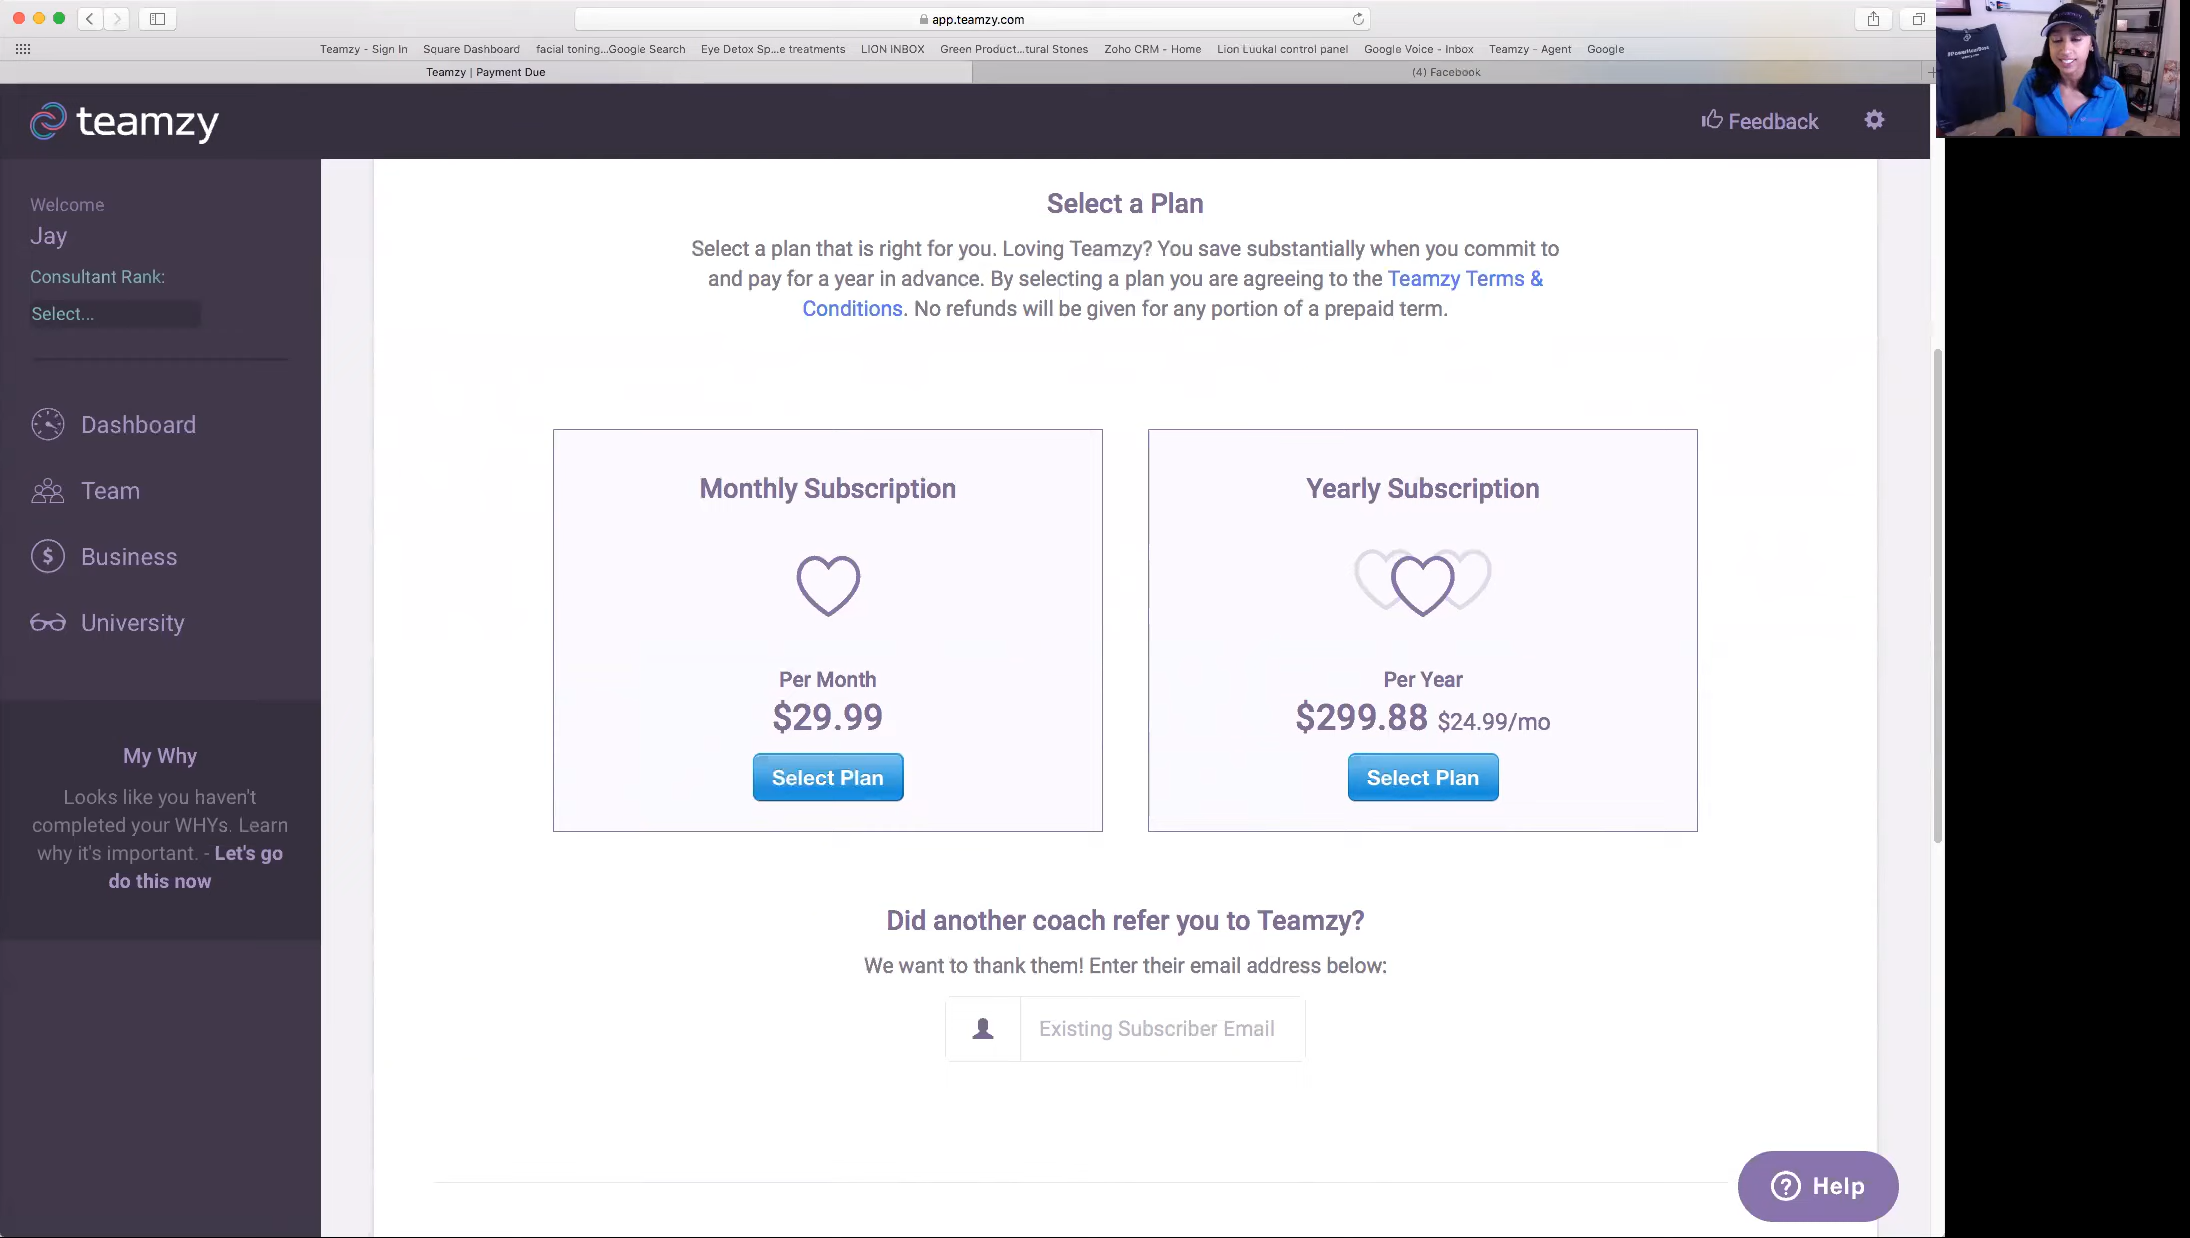 app.teamzy.com
Teamzy - Sign In
Square Dashboard
facial toning...Google Search
Eye Detox Sp...e treatments
LION INBOX
Green Product...tural Stones
Zoho CRM - Home
Lion Luukal control panel
Google Voice - Inbox
Teamzy - Agent
Google
Teamzy | Payment Due
(4) Facebook
teamzy
Feedback
Welcome
Jay
Consultant Rank:
Select...
Dashboard
Team
Business
University
My Why
Looks like you haven't
completed your WHYs. Learn
why it's important. - Let's go
do this now
Select a Plan
Select a plan that is right for you. Loving Teamzy? You save substantially when you commit to
and pay for a year in advance. By selecting a plan you are agreeing to the Teamzy Terms &
Conditions. No refunds will be given for any portion of a prepaid term.
Monthly Subscription
Per Month
$29.99
Select Plan
Yearly Subscription
Per Year
$299.88 $24.99/mo
Select Plan
Did another coach refer you to Teamzy?
We want to thank them! Enter their email address below:
Existing Subscriber Email
Help